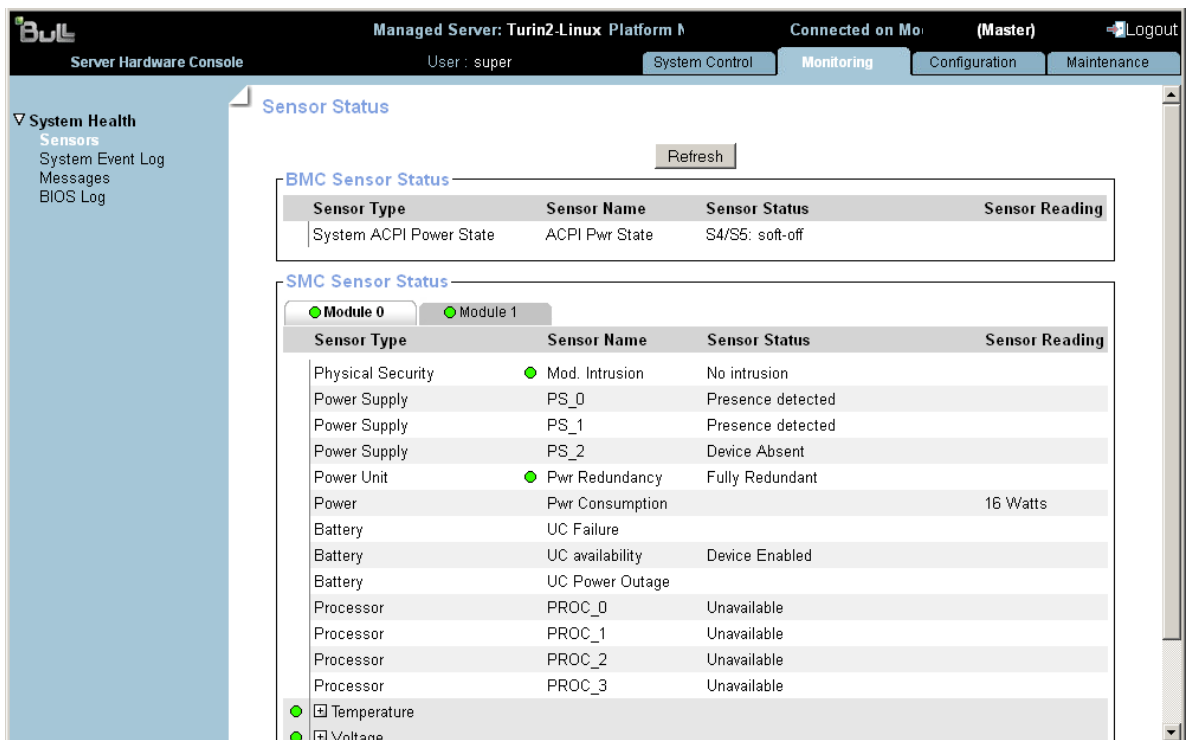 Bull
Managed Server: Turin2-Linux Platform N
Connected on Mo
(Master)
Logout
Server Hardware Console
User : super
System Control
Monitoring
Configuration
Maintenance
System Health
Sensors
System Event Log
Messages
BIOS Log
Sensor Status
Refresh
BMC Sensor Status
Sensor Type Sensor Name Sensor Status Sensor Reading
System ACPI Power State ACPI Pwr State S4/S5: soft-off
SMC Sensor Status
Module 0 Module 1
Sensor Type Sensor Name Sensor Status Sensor Reading
Physical Security Mod. Intrusion No intrusion
Power Supply PS_0 Presence detected
Power Supply PS_1 Presence detected
Power Supply PS_2 Device Absent
Power Unit Pwr Redundancy Fully Redundant
Power Pwr Consumption 16 Watts
Battery UC Failure
Battery UC availability Device Enabled
Battery UC Power Outage
Processor PROC_0 Unavailable
Processor PROC_1 Unavailable
Processor PROC_2 Unavailable
Processor PROC_3 Unavailable
Temperature
Voltage